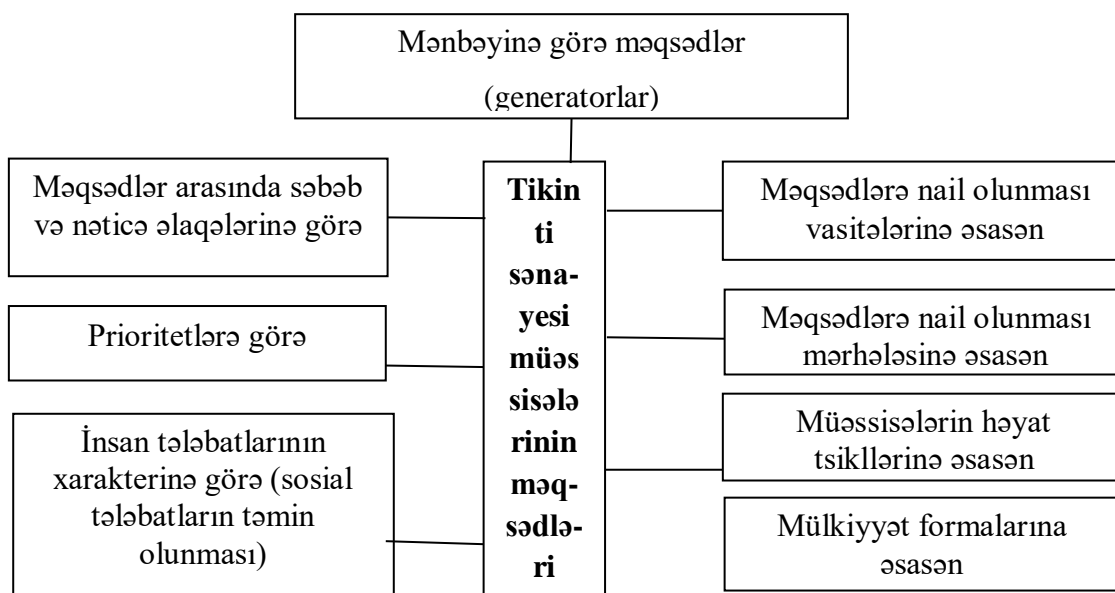 Mənbəyinə görə məqsədlər
(generatorlar)
Məqsədlər arasında səbəb
və nəticə əlaqələrinə görə
Prioritetlərə görə
İnsan tələbatlarının
xarakterinə görə (sosial
tələbatların təmin
olunması)
Tikin
ti
səna-
yesi
müəs
sisələ
rinin
məq-
sədlə-
ri
Məqsədlərə nail olunması
vasitələrinə əsasən
Məqsədlərə nail olunması
mərhələsinə əsasən
Müəssisələrin həyat
tsikllərinə əsasən
Mülkiyyət formalarına
əsasən